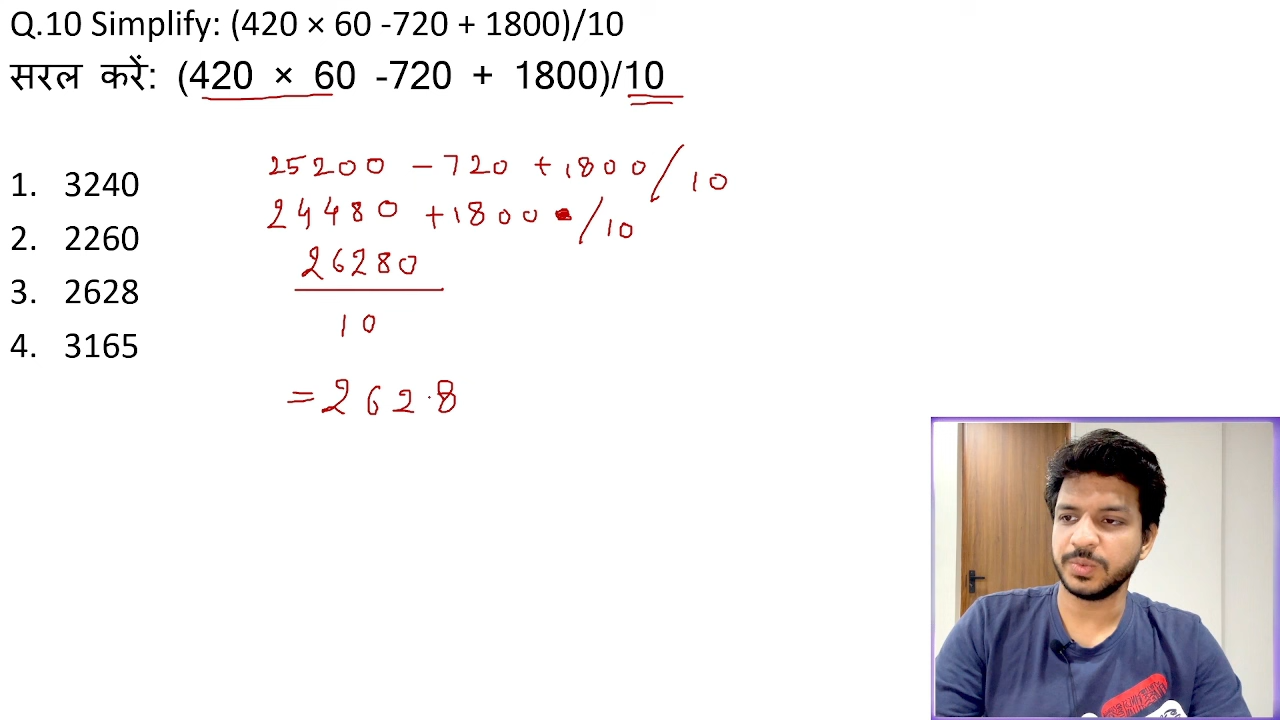 Q.10 Simplify: (420 × 60 -720 + 1800)/10
सरल करें: (420 × 60 -720 + 1800)/10
1. 3240
2. 2260
3. 2628
4. 3165
25200 - 720 + 1800/10
24480 + 1800 /10
26280
10
= 262.8